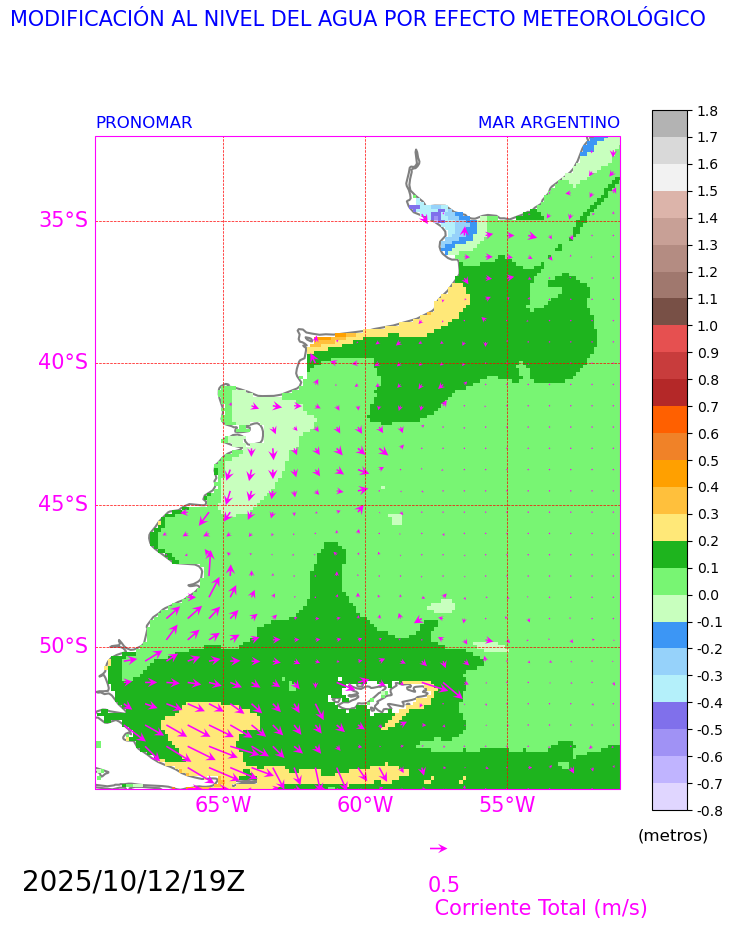 MODIFICACIÓN AL NIVEL DEL AGUA POR EFECTO METEOROLÓGICO
PRONOMAR MAR ARGENTINO
35°S
40°S
45°S
50°S
65°W 60°W 55°W
1.8
1.7
1.6
1.5
1.4
1.3
1.2
1.1
1.0
0.9
0.8
0.7
0.6
0.5
0.4
0.3
0.2
0.1
0.0
-0.1
-0.2
-0.3
-0.4
-0.5
-0.6
-0.7
-0.8
(metros)
2025/10/12/19Z
0.5
Corriente Total (m/s)